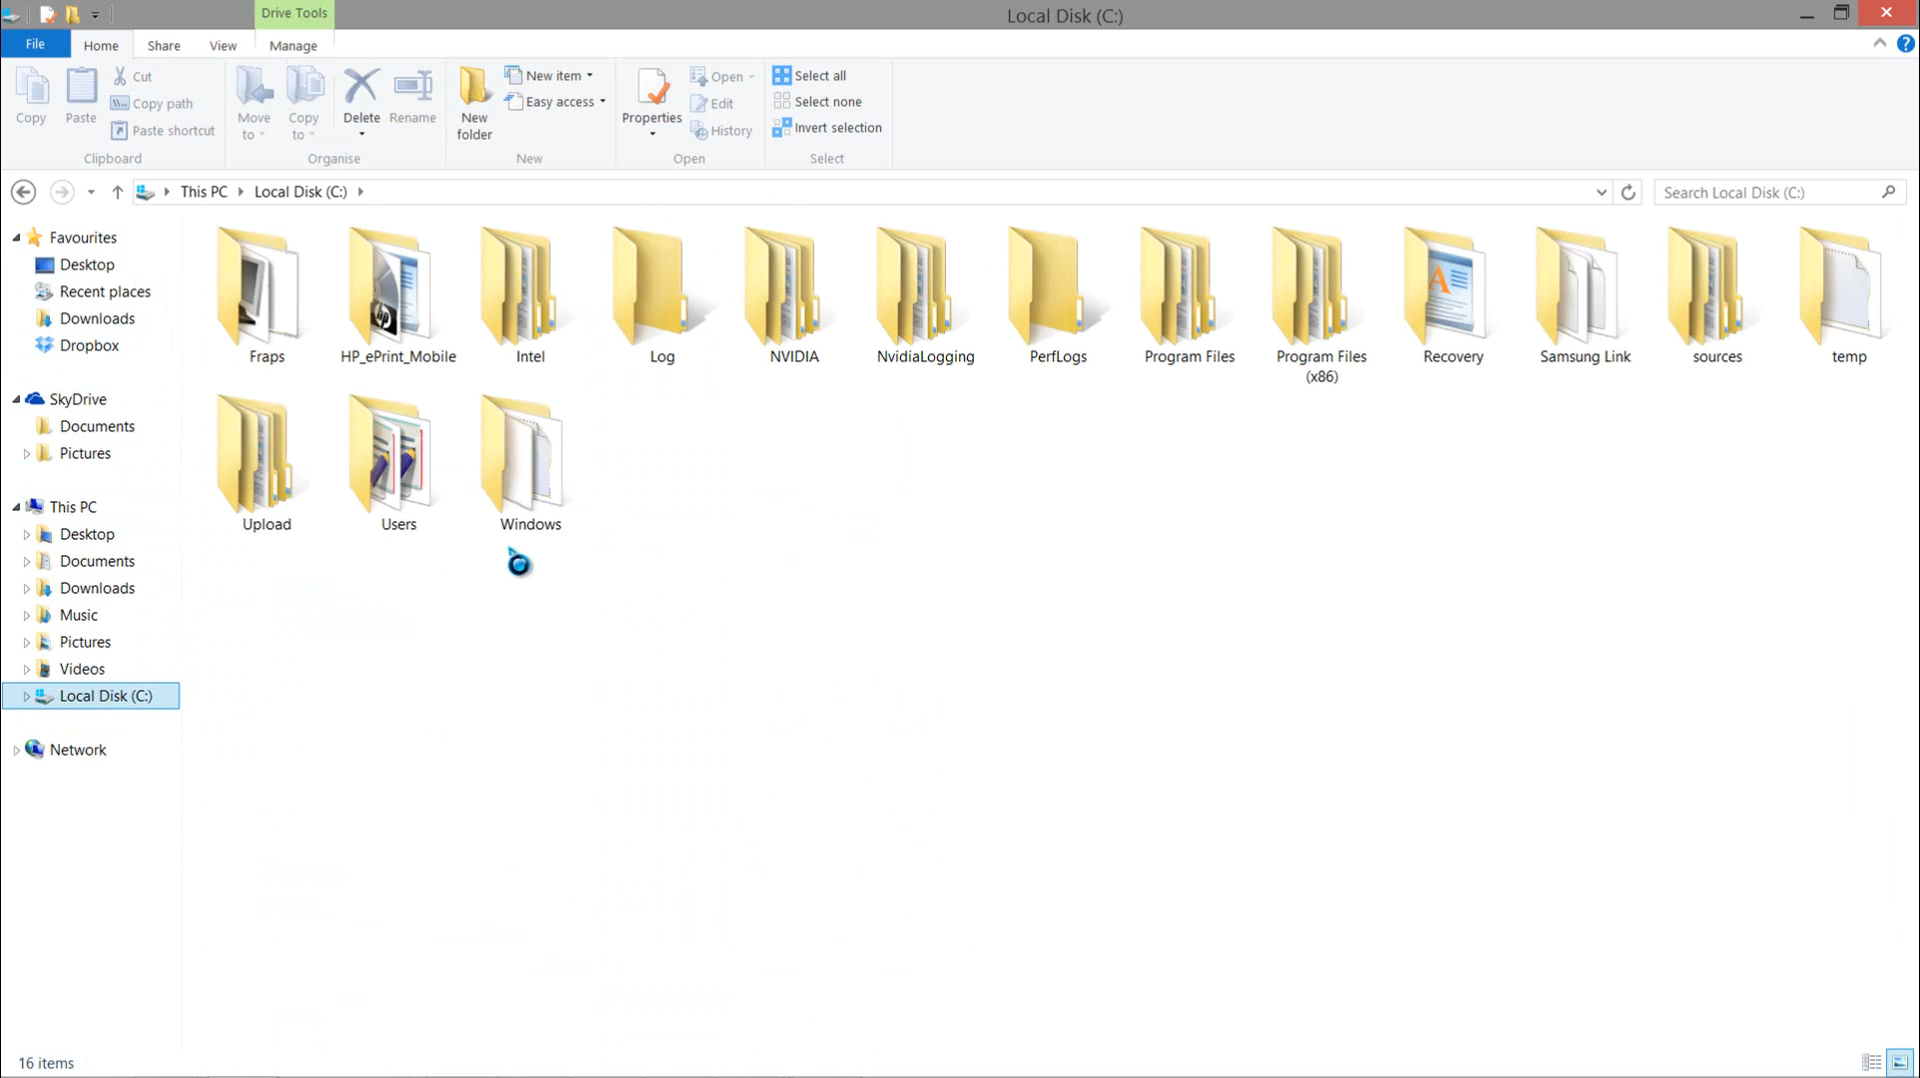 Drive Tools
Local Disk (C:)
File
Home
Share
View
Manage
?
Copy
Paste
Cut
Copy path
Paste shortcut
Clipboard
Move to
Copy to
Delete
Rename
Organise
New folder
New item
Easy access
New
Properties
Open
Edit
History
Open
Select all
Select none
Invert selection
Select
This PC
Local Disk (C:)
Search Local Disk (C:)
Favourites
Desktop
Recent places
Downloads
Dropbox
SkyDrive
Documents
Pictures
This PC
Desktop
Documents
Downloads
Music
Pictures
Videos
Local Disk (C:)
Network
Fraps
HP_ePrint_Mobile
Intel
Log
NVIDIA
NvidiaLogging
PerfLogs
Program Files
Program Files
(x86)
Recovery
Samsung Link
sources
temp
Upload
Users
Windows
hp
A
16 items